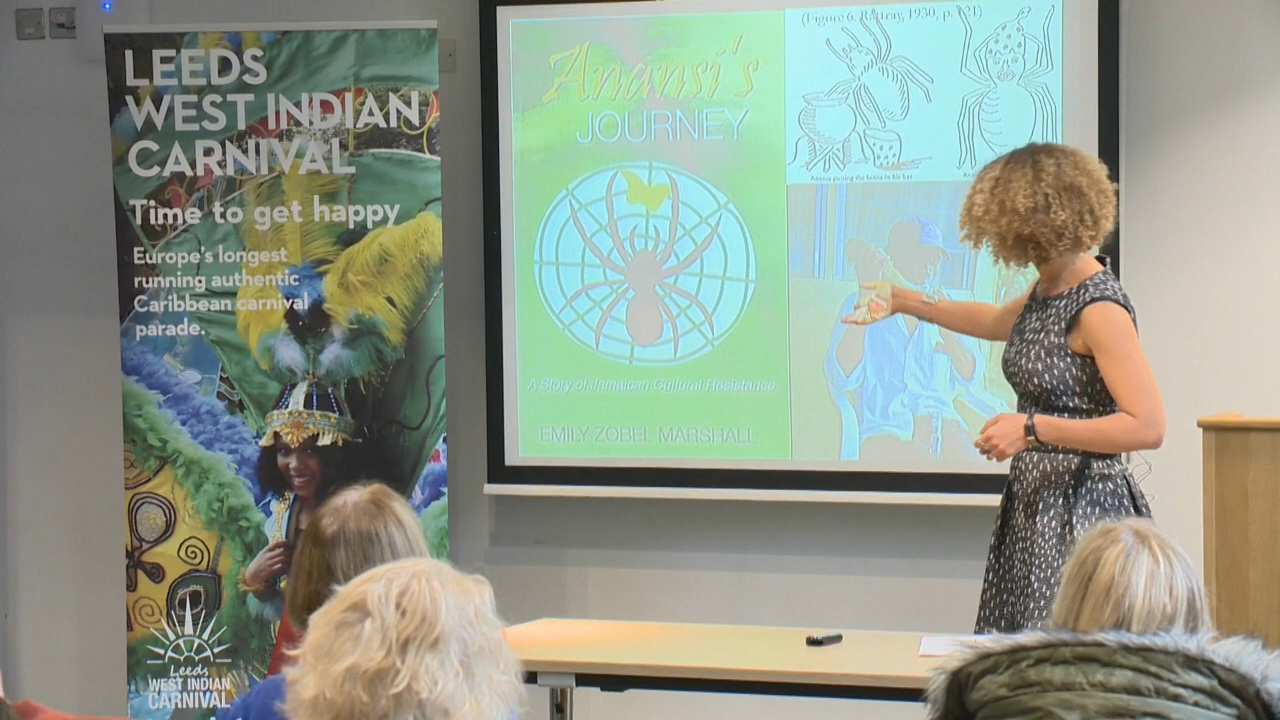 LEEDS
WEST INDIAN
CARNIVAL
Time to get happy
Europe's longest
running authentic
Caribbean carnival
parade.
Leeds
WEST INDIAN
CARNIVAL
Anansi's
JOURNEY
A Story of Jamaican Cultural Resistance
EMILY ZOBEL MARSHALL
(Figure 6. Rattray, 1930, p. 121)
Anansi putting the beans in his hat